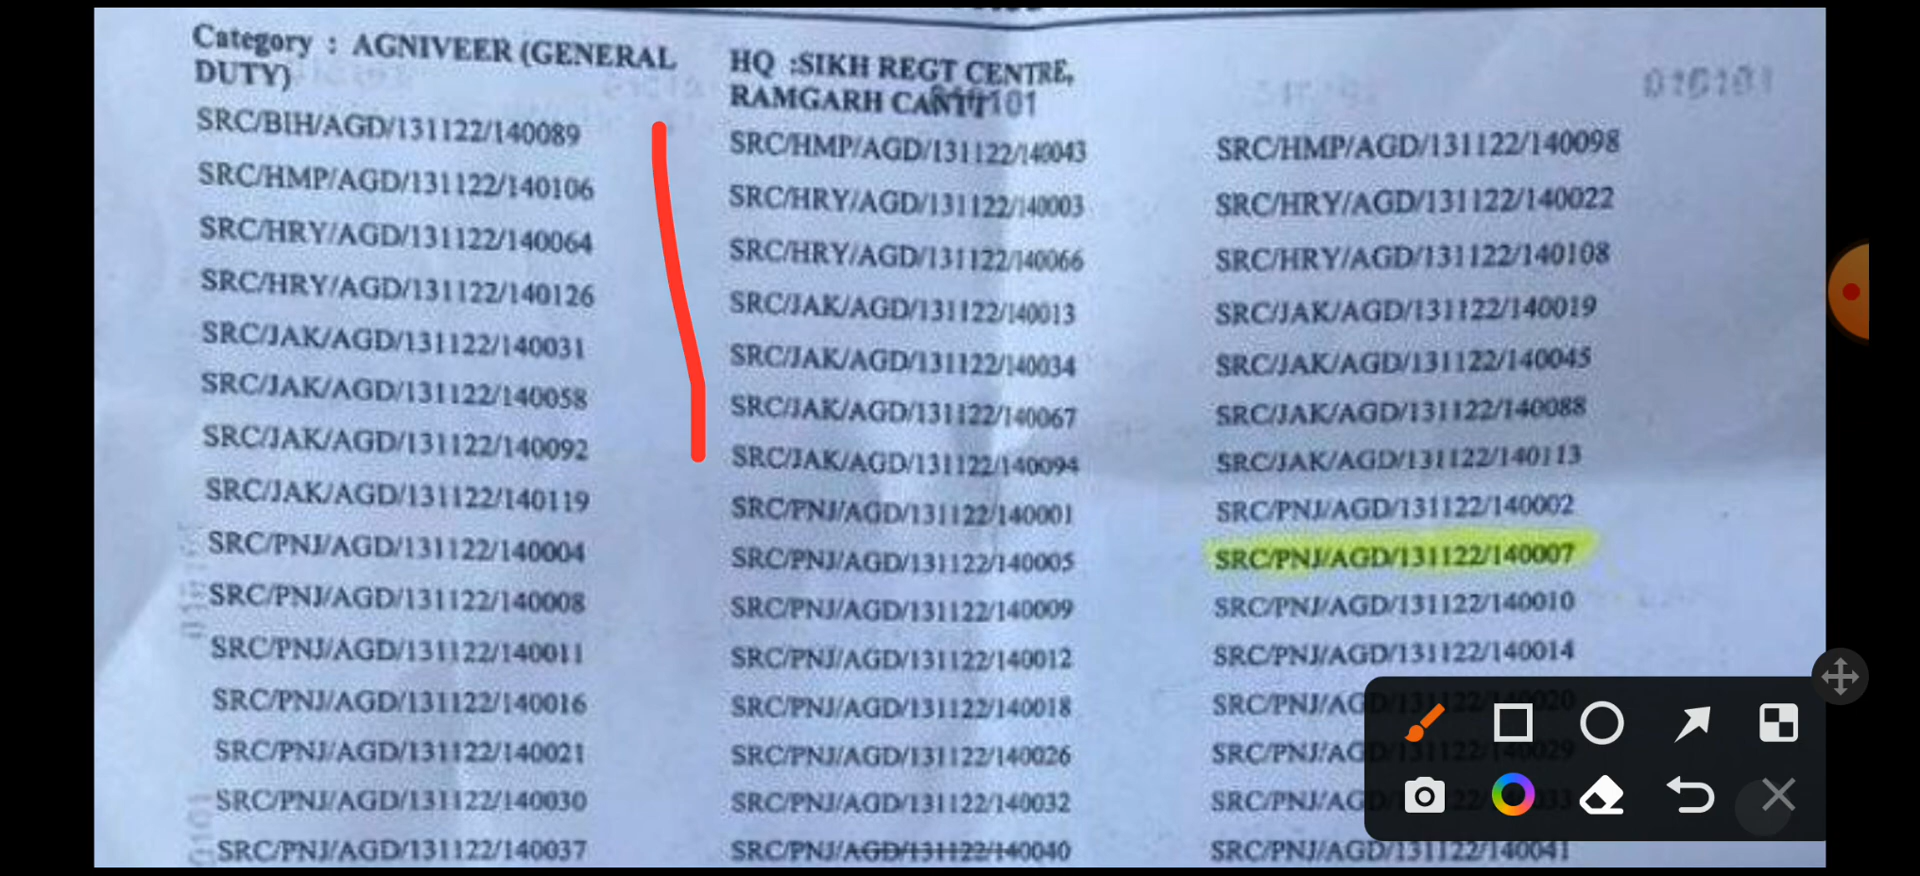 Category : AGNIVEER (GENERAL DUTY)
HQ :SIKH REGT CENTRE,
RAMGARH CANTT
010101
SRC/BIH/AGD/131122/140089 SRC/HMP/AGD/131122/140043 SRC/HMP/AGD/131122/140098
SRC/HMP/AGD/131122/140106 SRC/HRY/AGD/131122/140003 SRC/HRY/AGD/131122/140022
SRC/HRY/AGD/131122/140064 SRC/HRY/AGD/131122/140066 SRC/HRY/AGD/131122/140108
SRC/HRY/AGD/131122/140126 SRC/JAK/AGD/131122/140013 SRC/JAK/AGD/131122/140019
SRC/JAK/AGD/131122/140031 SRC/JAK/AGD/131122/140034 SRC/JAK/AGD/131122/140045
SRC/JAK/AGD/131122/140058 SRC/JAK/AGD/131122/140067 SRC/JAK/AGD/131122/140088
SRC/JAK/AGD/131122/140092 SRC/JAK/AGD/131122/140094 SRC/JAK/AGD/131122/140113
SRC/JAK/AGD/131122/140119 SRC/PNJ/AGD/131122/140001 SRC/PNJ/AGD/131122/140002
SRC/PNJ/AGD/131122/140004 SRC/PNJ/AGD/131122/140005 SRC/PNJ/AGD/131122/140007
SRC/PNJ/AGD/131122/140008 SRC/PNJ/AGD/131122/140009 SRC/PNJ/AGD/131122/140010
SRC/PNJ/AGD/131122/140011 SRC/PNJ/AGD/131122/140012 SRC/PNJ/AGD/131122/140014
SRC/PNJ/AGD/131122/140016 SRC/PNJ/AGD/131122/140018
SRC/PNJ/AGD/131122/140021 SRC/PNJ/AGD/131122/140026
SRC/PNJ/AGD/131122/140030 SRC/PNJ/AGD/131122/140032
SRC/PNJ/AGD/131122/140037 SRC/PNJ/AGD/131122/140040 SRC/PNJ/AGD/131122/140041